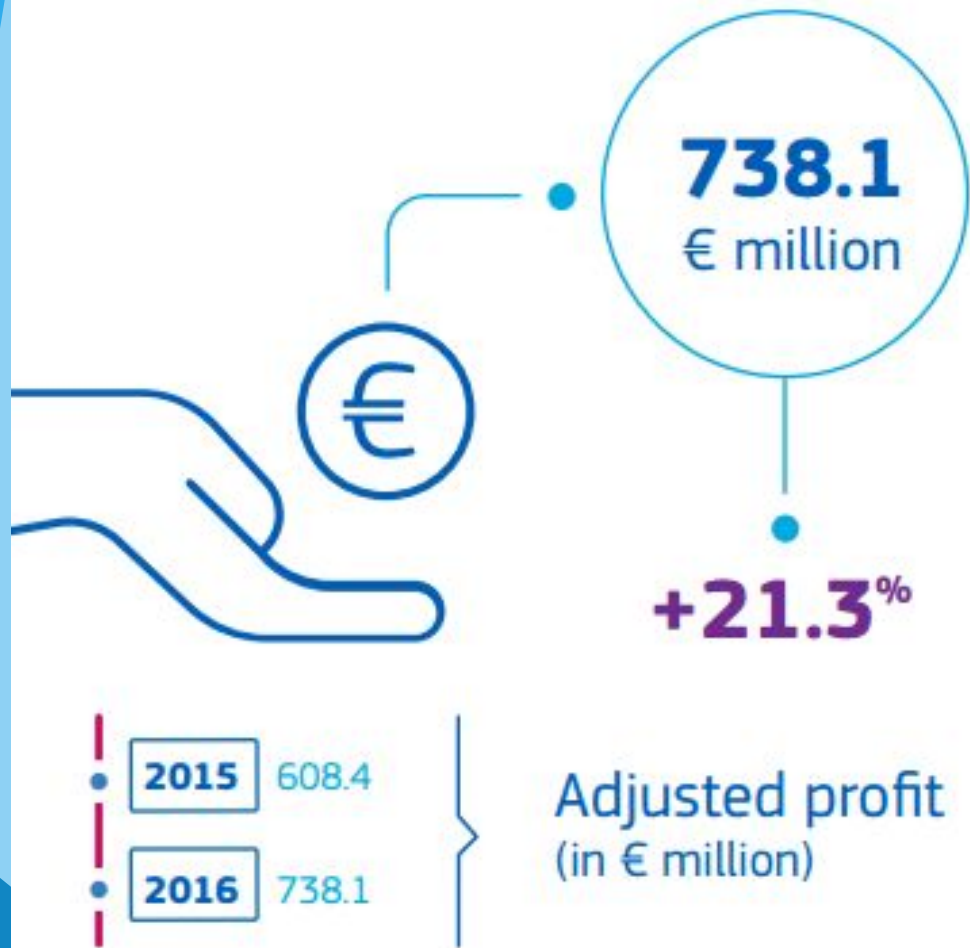 738.1
€ million
€
+21.3%
2015 608.4
2016 738.1
Adjusted profit
(in € million)